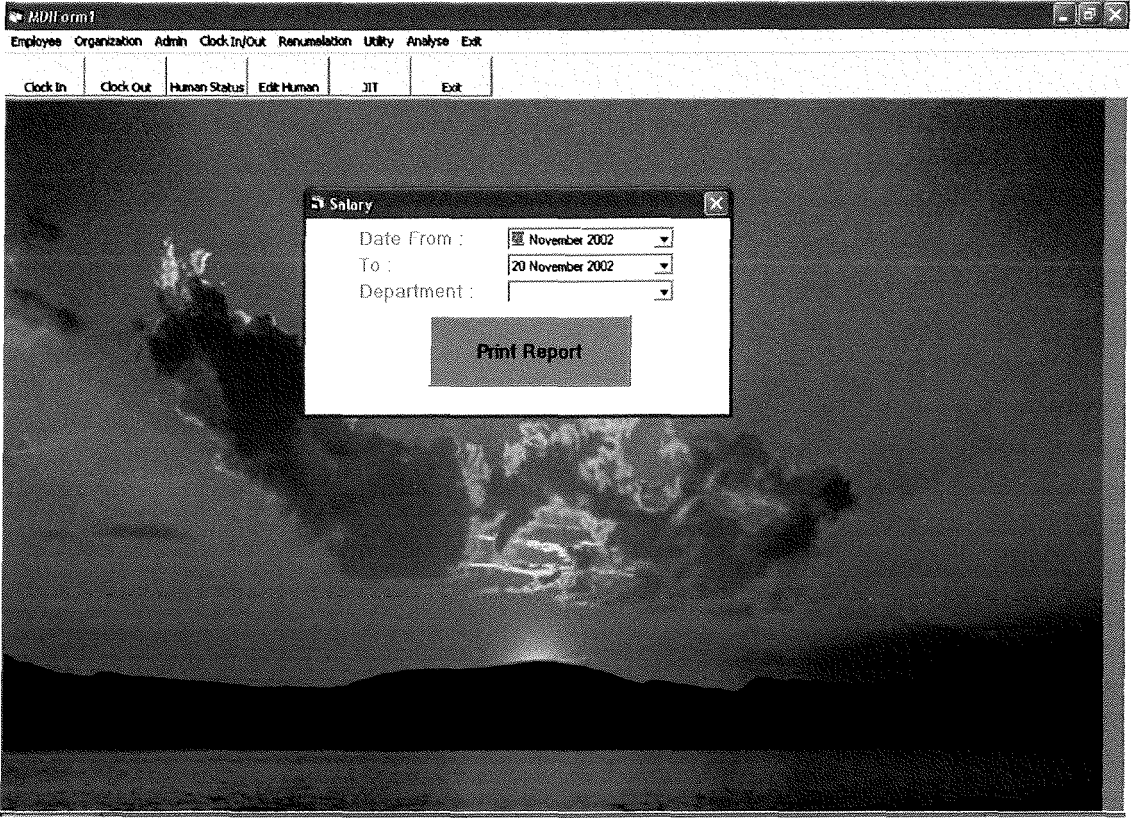 MDIForm1
Employee Organization Admin Clock In/Out Renumelation Utility Analyse Exit
Clock In Clock Out Human Status Edit Human JIT Exit
Salary
Date From : November 2002
To : 20 November 2002
Department :
Print Report